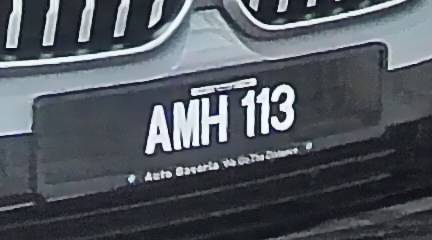 AMH 113
Auto Bavaria We Go The Distance